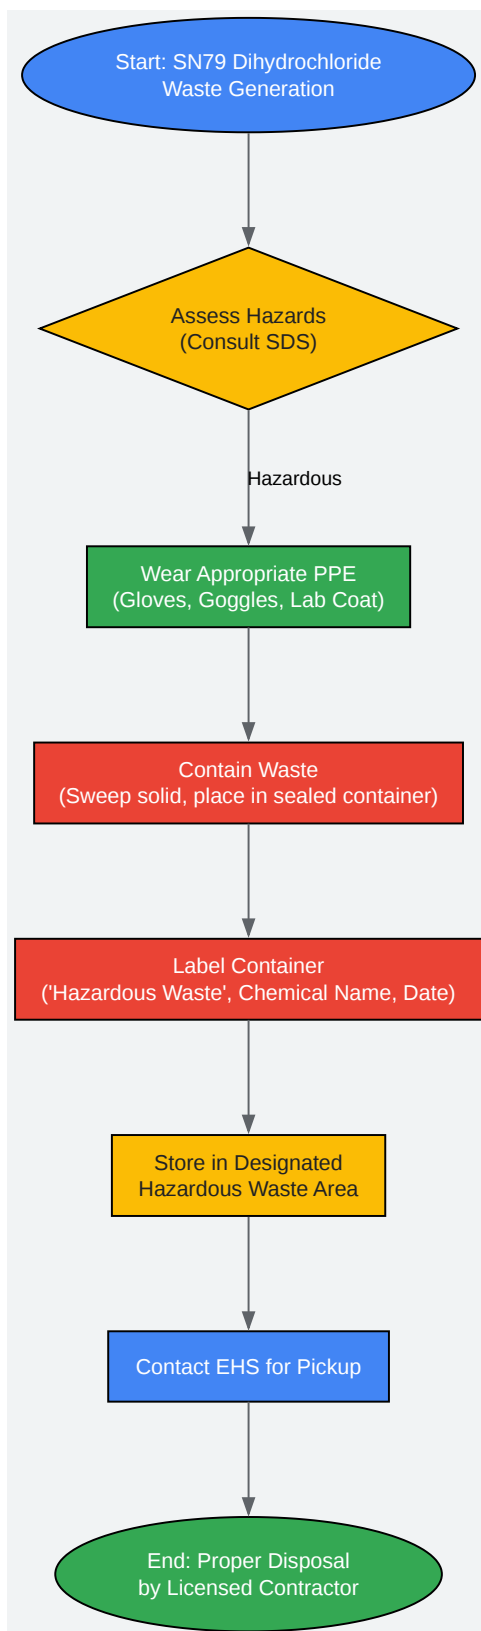 Start: SN79 Dihydrochloride
Waste Generation
Assess Hazards
(Consult SDS)
Hazardous
Wear Appropriate PPE
(Gloves, Goggles, Lab Coat)
Contain Waste
(Sweep solid, place in sealed container)
Label Container
('Hazardous Waste', Chemical Name, Date)
Store in Designated
Hazardous Waste Area
Contact EHS for Pickup
End: Proper Disposal
by Licensed Contractor